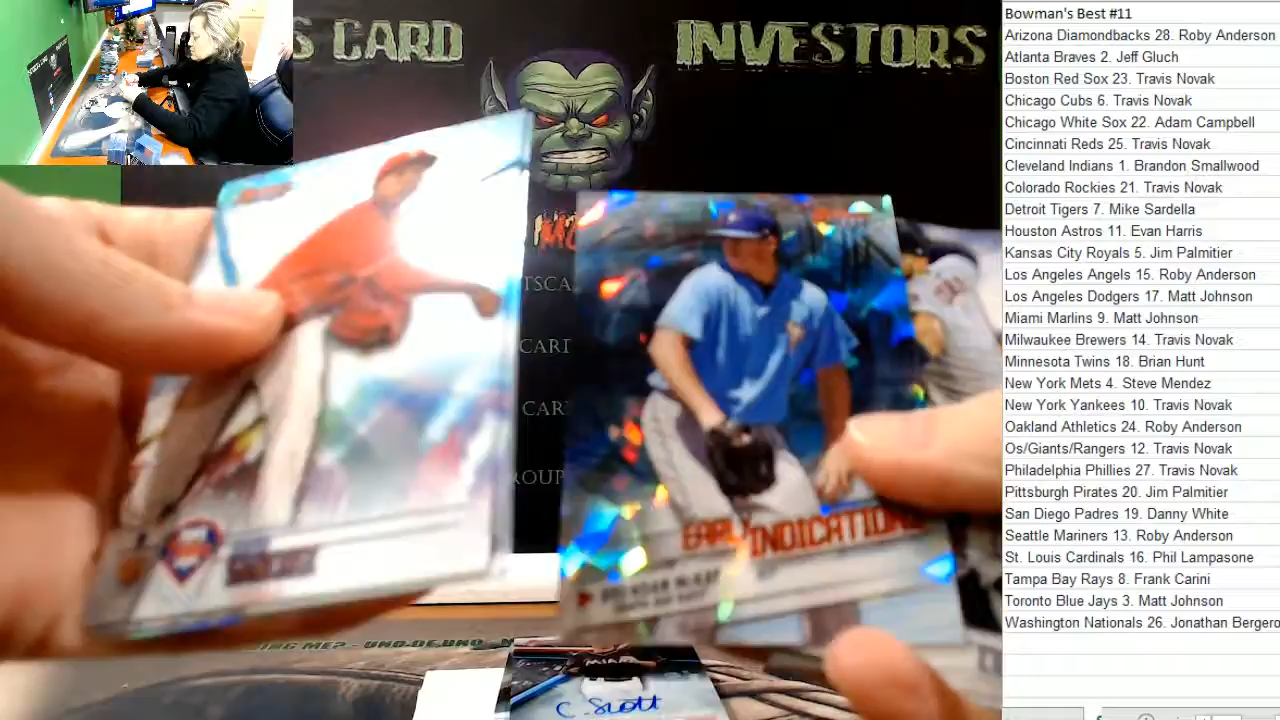 S CARD INVESTORS
TSCA
CARI
CAR
ROUP
EARLY INDICATIONS
C. Scott
MIAMI
Bowman's Best #11
Arizona Diamondbacks 28. Roby Anderson
Atlanta Braves 2. Jeff Gluch
Boston Red Sox 23. Travis Novak
Chicago Cubs 6. Travis Novak
Chicago White Sox 22. Adam Campbell
Cincinnati Reds 25. Travis Novak
Cleveland Indians 1. Brandon Smallwood
Colorado Rockies 21. Travis Novak
Detroit Tigers 7. Mike Sardella
Houston Astros 11. Evan Harris
Kansas City Royals 5. Jim Palmitier
Los Angeles Angels 15. Roby Anderson
Los Angeles Dodgers 17. Matt Johnson
Miami Marlins 9. Matt Johnson
Milwaukee Brewers 14. Travis Novak
Minnesota Twins 18. Brian Hunt
New York Mets 4. Steve Mendez
New York Yankees 10. Travis Novak
Oakland Athletics 24. Roby Anderson
Os/Giants/Rangers 12. Travis Novak
Philadelphia Phillies 27. Travis Novak
Pittsburgh Pirates 20. Jim Palmitier
San Diego Padres 19. Danny White
Seattle Mariners 13. Roby Anderson
St. Louis Cardinals 16. Phil Lampasone
Tampa Bay Rays 8. Frank Carini
Toronto Blue Jays 3. Matt Johnson
Washington Nationals 26. Jonathan Bergero